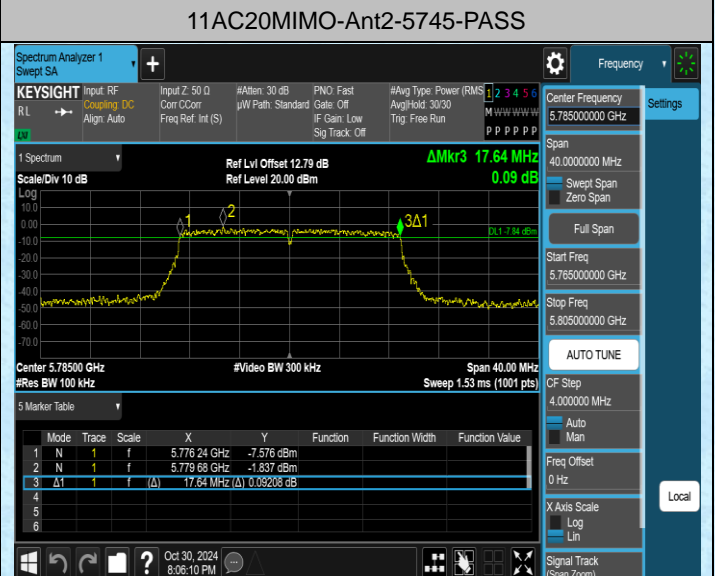 11AC20MIMO-Ant2-5745-PASS
Spectrum Analyzer 1
Swept SA
Frequency
KEYSIGHT Input: RF Input Z: 50 Ω #Atten: 30 dB PNO: Fast #Avg Type: Power (RMS 1 2 3 4 5 6
RL Coupling: DC Corr CCorr µW Path: Standard Gate: Off Avg|Hold: 30/30 M W W W W W
Align: Auto Freq Ref: Int (S) IF Gain: Low Trig: Free Run
Sig Track: Off P P P P P P
LXI
1 Spectrum
Ref Lvl Offset 12.79 dB ΔMkr3 17.64 MHz
Scale/Div 10 dB Ref Level 20.00 dBm 0.09 dB
Log
10.0
0.00
-10.0
-20.0
-30.0
-40.0
-50.0
-60.0
-70.0
1
2
3Δ1
DL1 -7.84 dBm
Center 5.78500 GHz #Video BW 300 kHz Span 40.00 MHz
#Res BW 100 kHz Sweep 1.53 ms (1001 pts)
5 Marker Table
Mode Trace Scale X Y Function Function Width Function Value
1 N 1 f 5.776 24 GHz -7.576 dBm
2 N 1 f 5.779 68 GHz -1.837 dBm
3 Δ1 1 f (Δ) 17.64 MHz (Δ) 0.09208 dB
4
5
6
Oct 30, 2024
8:06:10 PM
Center Frequency
5.785000000 GHz
Settings
Span
40.0000000 MHz
Swept Span
Zero Span
Full Span
Start Freq
5.765000000 GHz
Stop Freq
5.805000000 GHz
AUTO TUNE
CF Step
4.000000 MHz
Auto
Man
Freq Offset
0 Hz
Local
X Axis Scale
Log
Lin
Signal Track
(Span Zoom)